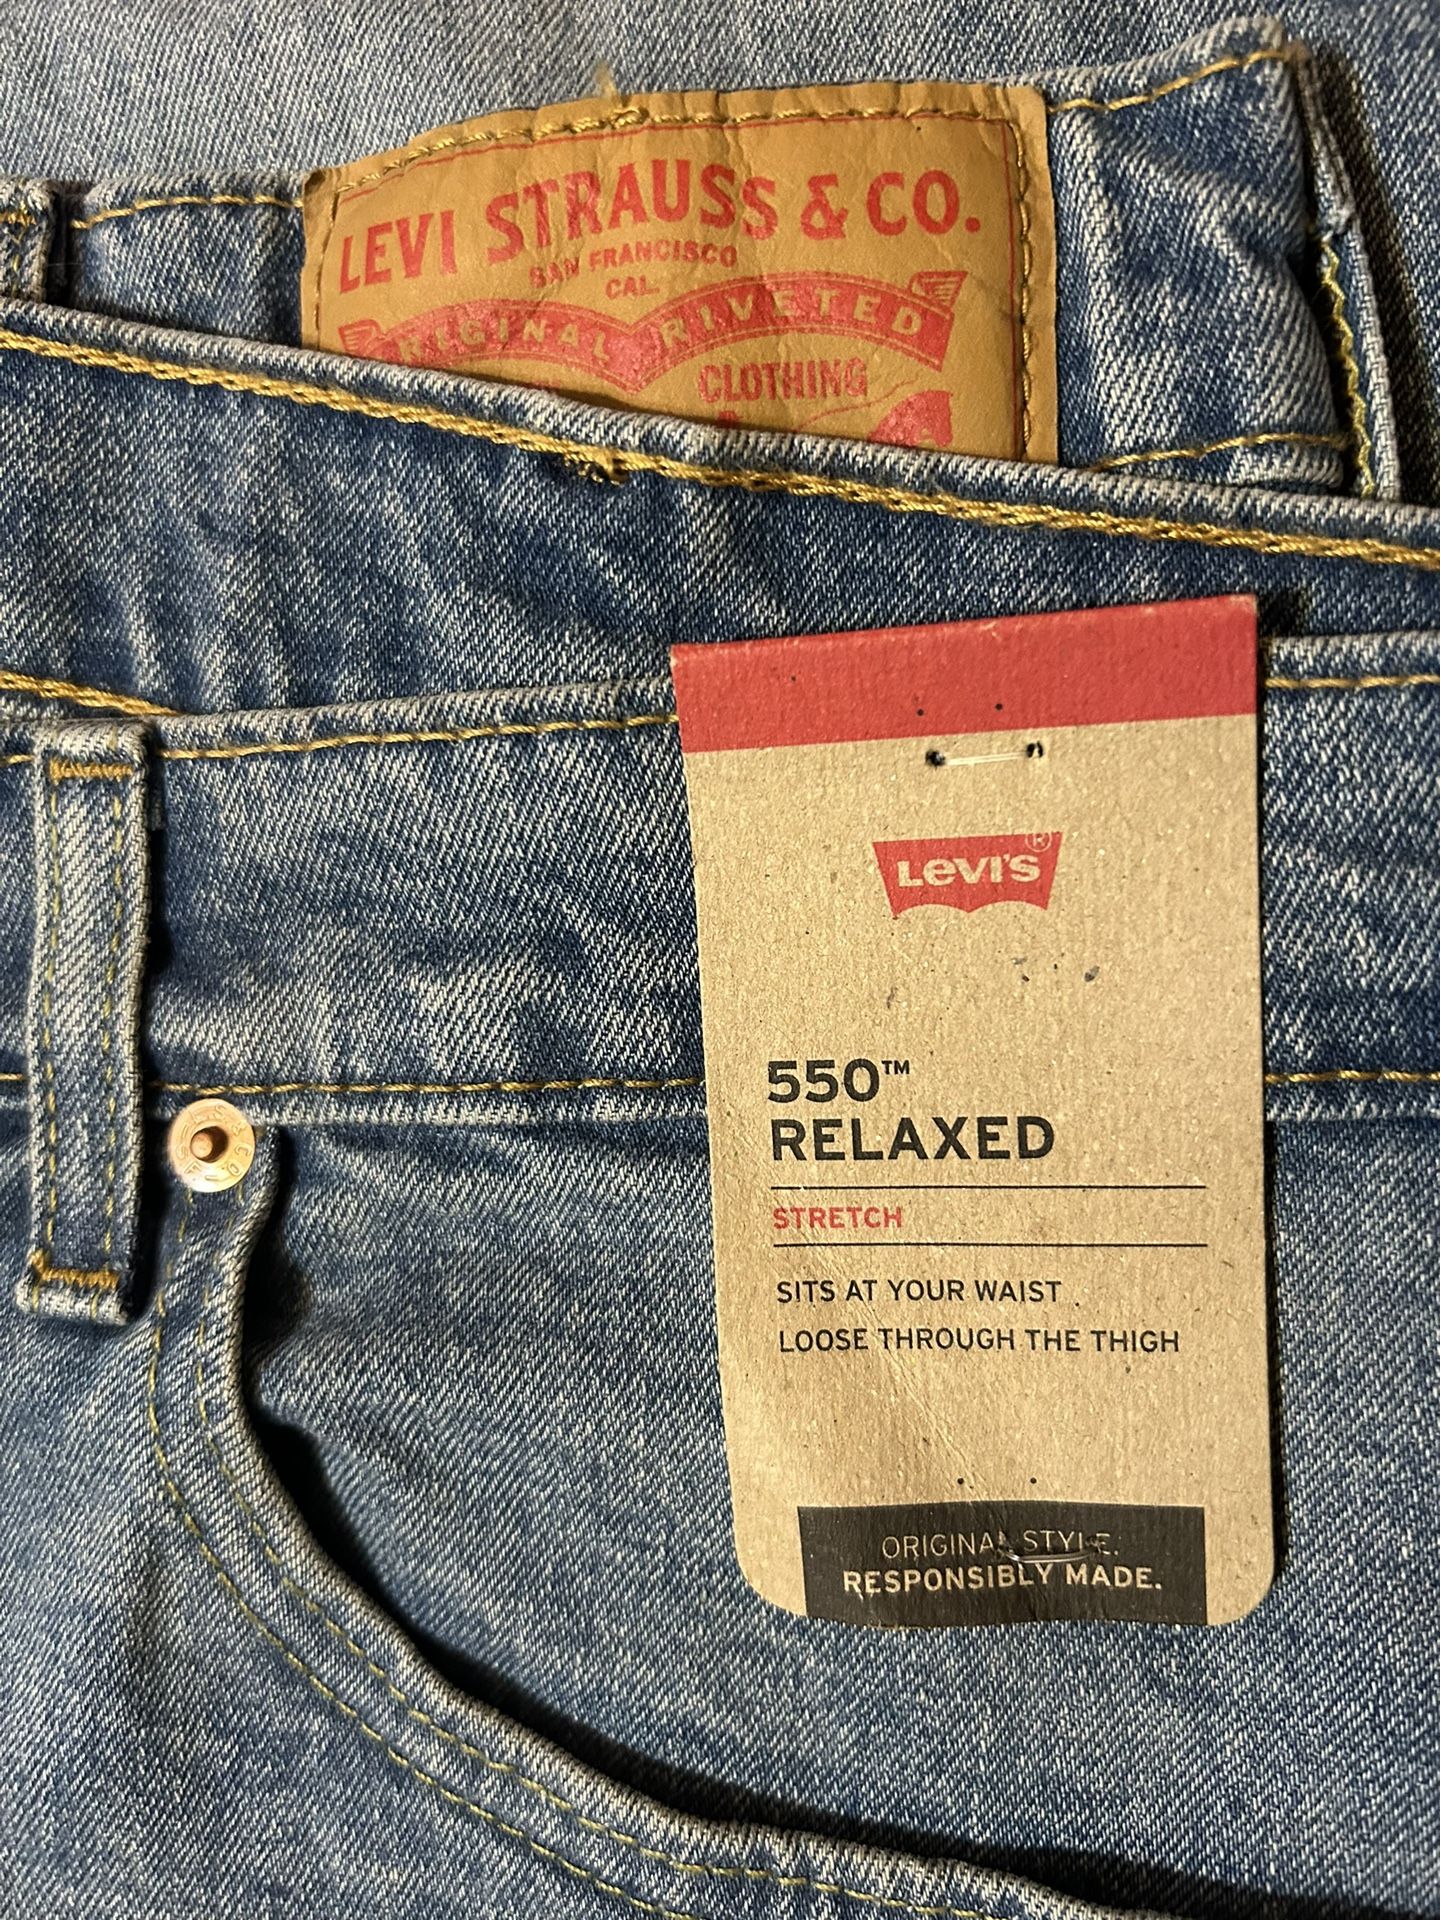 LEVI STRAUSS & CO.
SAN FRANCISCO
CAL.
ORIGINAL RIVETED
CLOTHING
LEVI'S®
550™
RELAXED
STRETCH
SITS AT YOUR WAIST
LOOSE THROUGH THE THIGH
ORIGINAL STYLE.
RESPONSIBLY MADE.